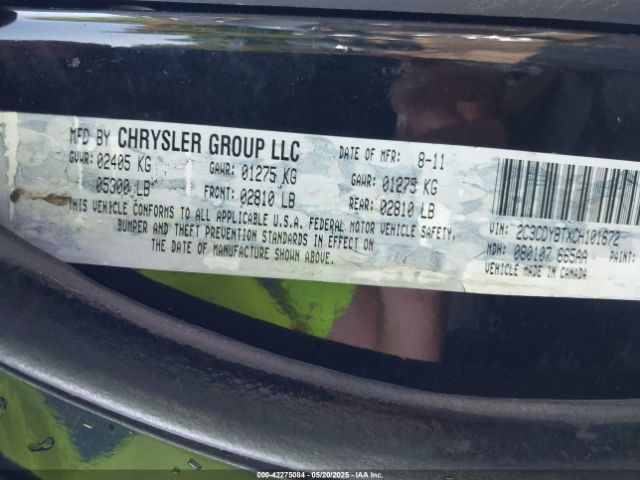 MFD BY CHRYSLER GROUP LLC DATE OF MFR: 8-11
GVWR: 02405 KG GAWR: 01275 KG GAWR: 01275 KG
05300 LB FRONT: 02810 LB REAR: 02810 LB
THIS VEHICLE CONFORMS TO ALL APPLICABLE U.S.A. FEDERAL MOTOR VEHICLE SAFETY,
BUMPER AND THEFT PREVENTION STANDARDS IN EFFECT ON
THE DATE OF MANUFACTURE SHOWN ABOVE.
VIN: 2C3CDYBTXCH101672
MDH: 080107 665AA PAINT:
VEHICLE MADE IN CANADA
000-42275084 - 05/20/2025 - IAA Inc.